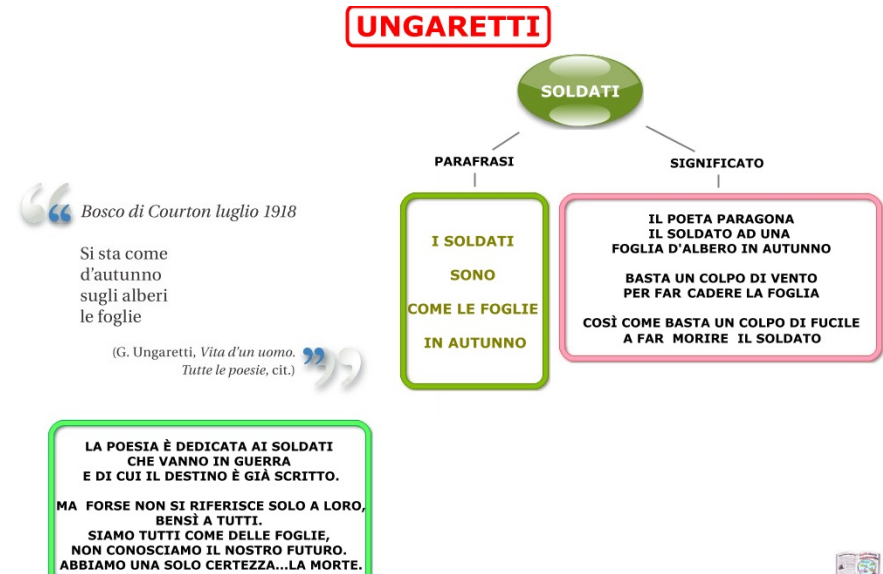 UNGARETTI
SOLDATI
PARAFRASI
SIGNIFICATO
Bosco di Courton luglio 1918
Si sta come
d'autunno
sugli alberi
le foglie
(G. Ungaretti, Vita d'un uomo.
Tutte le poesie, cit.)
I SOLDATI
SONO
COME LE FOGLIE
IN AUTUNNO
IL POETA PARAGONA
IL SOLDATO AD UNA
FOGLIA D'ALBERO IN AUTUNNO
BASTA UN COLPO DI VENTO
PER FAR CADERE LA FOGLIA
COSÌ COME BASTA UN COLPO DI FUCILE
A FAR MORIRE IL SOLDATO
LA POESIA È DEDICATA AI SOLDATI
CHE VANNO IN GUERRA
E DI CUI IL DESTINO È GIÀ SCRITTO.
MA FORSE NON SI RIFERISCE SOLO A LORO,
BENSÌ A TUTTI.
SIAMO TUTTI COME DELLE FOGLIE,
NON CONOSCIAMO IL NOSTRO FUTURO.
ABBIAMO UNA SOLO CERTEZZA...LA MORTE.